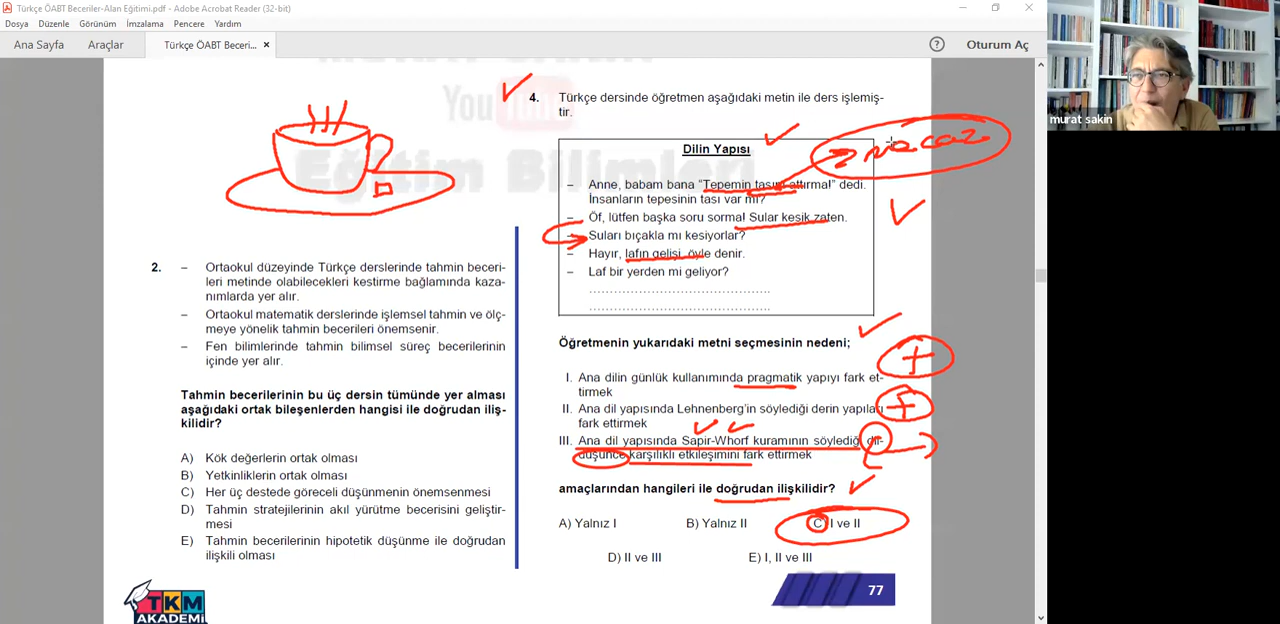 Türkçe ÖABT Beceriler-Alan Eğitimi.pdf - Adobe Acrobat Reader (32-bit)
Dosya Düzenle Görünüm İmzalama Pencere Yardım
Ana Sayfa Araçlar Türkçe ÖABT Beceri... × ? Oturum Aç
murat sakin
YouTube
Eğitim Bilimleri
2.
– Ortaokul düzeyinde Türkçe derslerinde tahmin beceri-
leri metinde olabilecekleri kestirme bağlamında kaza-
nımlarda yer alır.
– Ortaokul matematik derslerinde işlemsel tahmin ve ölç-
meye yönelik tahmin becerileri önemsenir.
– Fen bilimlerinde tahmin bilimsel süreç becerilerinin
içinde yer alır.
Tahmin becerilerinin bu üç dersin tümünde yer alması
aşağıdaki ortak bileşenlerden hangisi ile doğrudan iliş-
kilidir?
A) Kök değerlerin ortak olması
B) Yetkinliklerin ortak olması
C) Her üç destede göreceli düşünmenin önemsenmesi
D) Tahmin stratejilerinin akıl yürütme becerisini geliştir-
mesi
E) Tahmin becerilerinin hipotetik düşünme ile doğrudan
ilişkili olması
TKM
AKADEMİ
4. Türkçe dersinde öğretmen aşağıdaki metin ile ders işlemiş-
tir.
Dilin Yapısı
– Anne, babam bana “Tepemin tasını attırma!” dedi.
İnsanların tepesinin tası var mı?
– Öf, lütfen başka soru sorma! Sular kesik zaten.
– Suları bıçakla mı kesiyorlar?
– Hayır, lafın gelişi, öyle denir.
– Laf bir yerden mi geliyor?
..................................................
..................................................
mecaz
Öğretmenin yukarıdaki metni seçmesinin nedeni;
I. Ana dilin günlük kullanımında pragmatik yapıyı fark et-
tirmek
II. Ana dil yapısında Lehnenberg'in söylediği derin yapıları
fark ettirmek
III. Ana dil yapısında Sapir-Whorf kuramının söylediği dil-
düşünce karşılıklı etkileşimini fark ettirmek
amaçlarından hangileri ile doğrudan ilişkilidir?
A) Yalnız I B) Yalnız II C) I ve II
D) II ve III E) I, II ve III
77